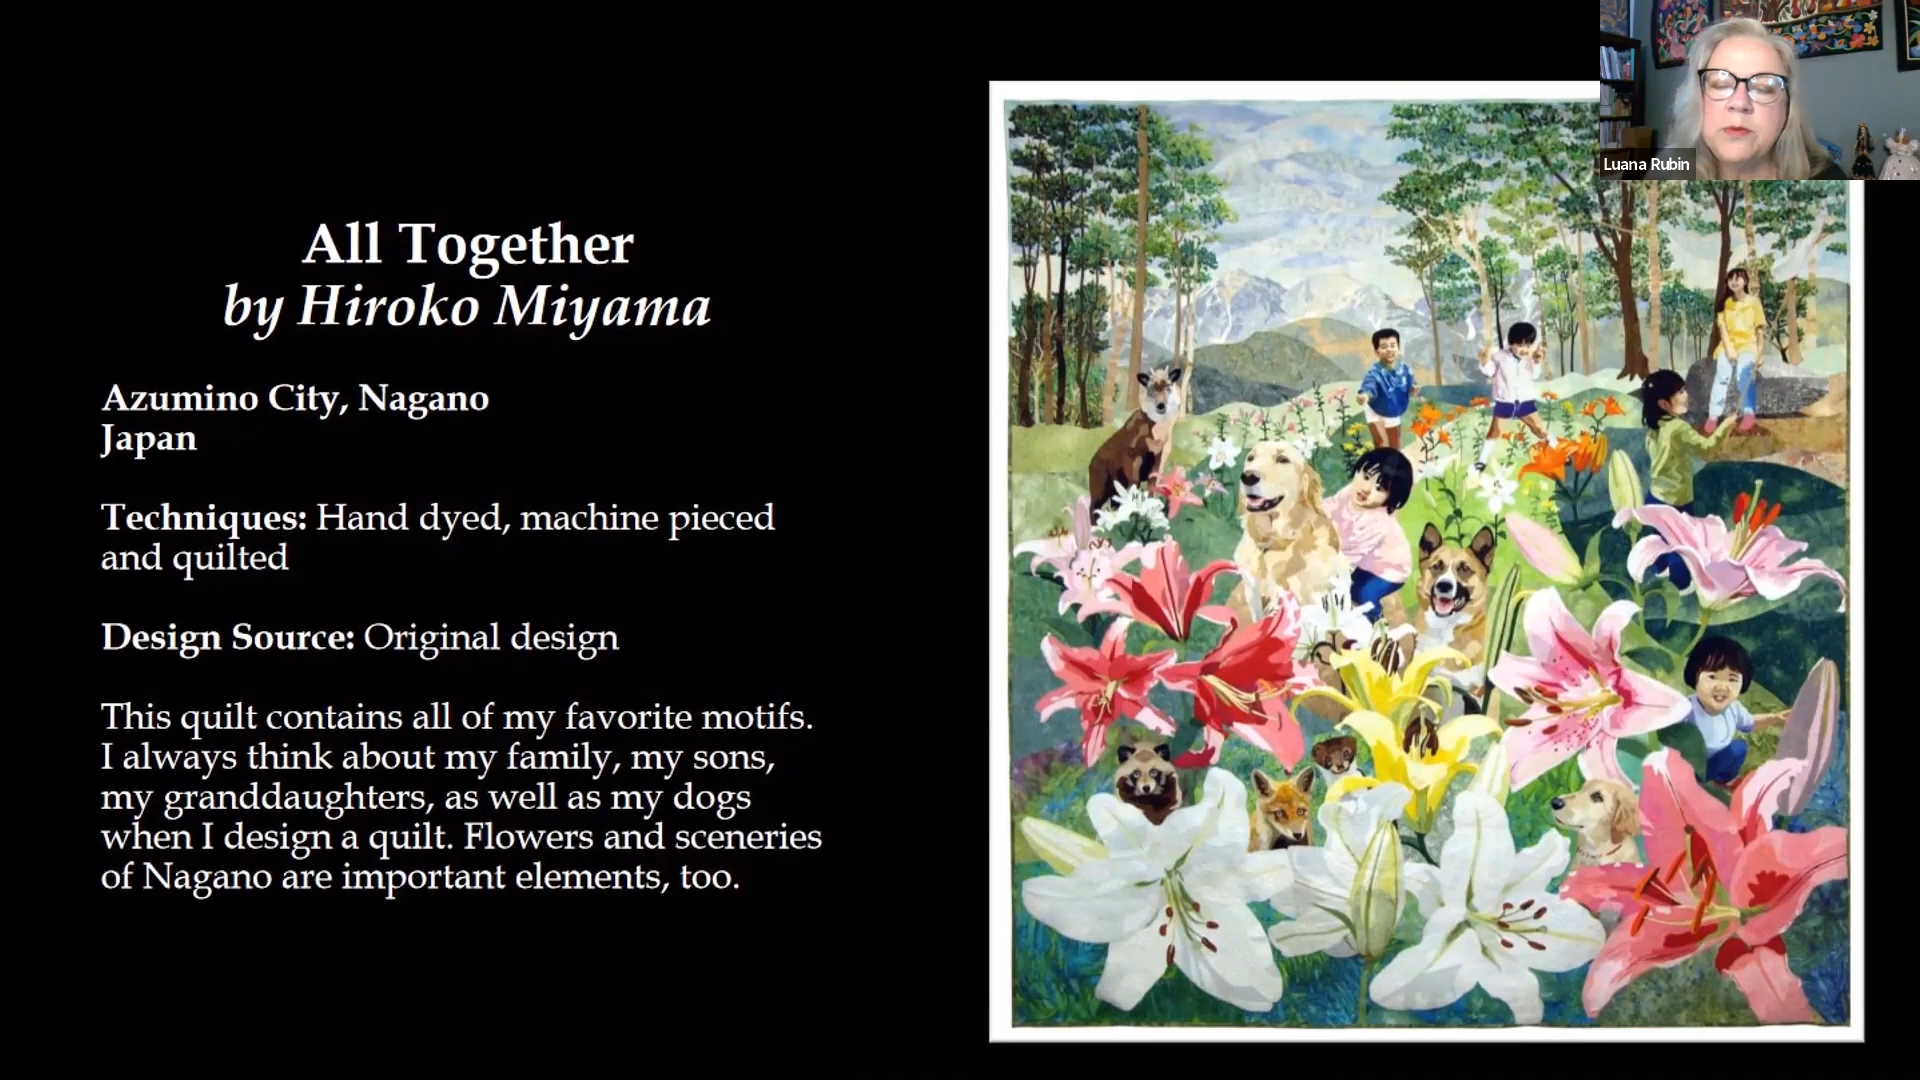 All Together
by Hiroko Miyama
Azumino City, Nagano
Japan
Techniques: Hand dyed, machine pieced
and quilted
Design Source: Original design
This quilt contains all of my favorite motifs.
I always think about my family, my sons,
my granddaughters, as well as my dogs
when I design a quilt. Flowers and sceneries
of Nagano are important elements, too.
Luana Rubin